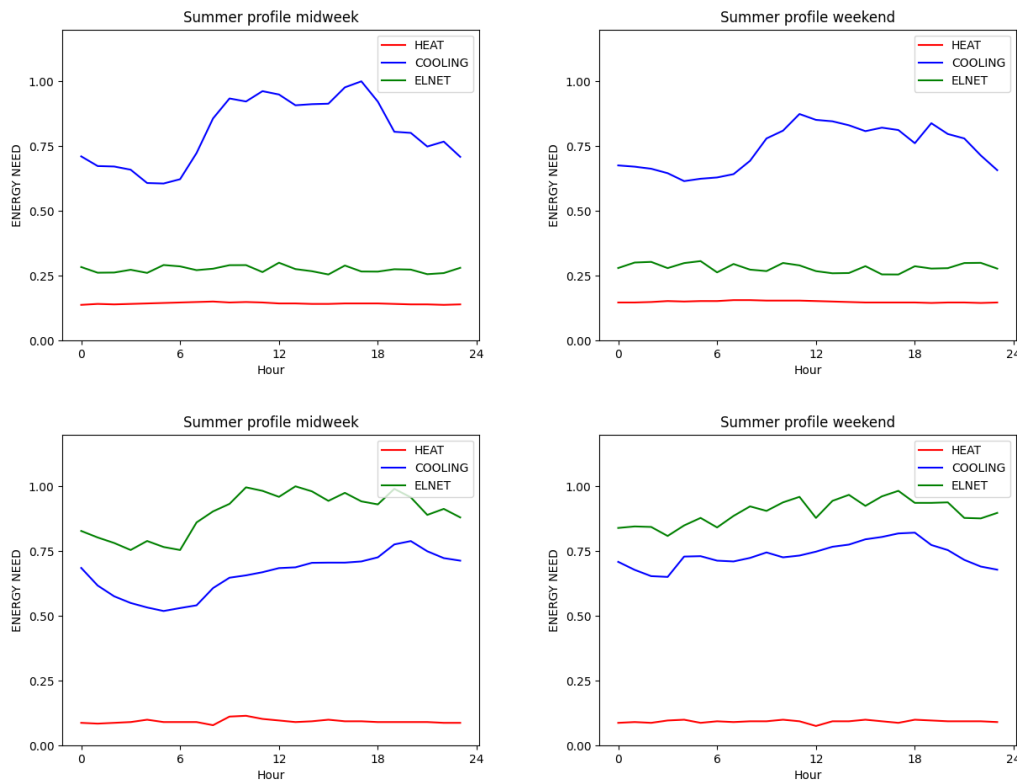 Summer profile midweek
HEAT
COOLING
ELNET
1.00
0.75
0.50
0.25
0.00
ENERGY NEED
0
6
12
18
24
Hour
Summer profile weekend
HEAT
COOLING
ELNET
1.00
0.75
0.50
0.25
0.00
ENERGY NEED
0
6
12
18
24
Hour
Summer profile midweek
HEAT
COOLING
ELNET
1.00
0.75
0.50
0.25
0.00
ENERGY NEED
0
6
12
18
24
Hour
Summer profile weekend
HEAT
COOLING
ELNET
1.00
0.75
0.50
0.25
0.00
ENERGY NEED
0
6
12
18
24
Hour